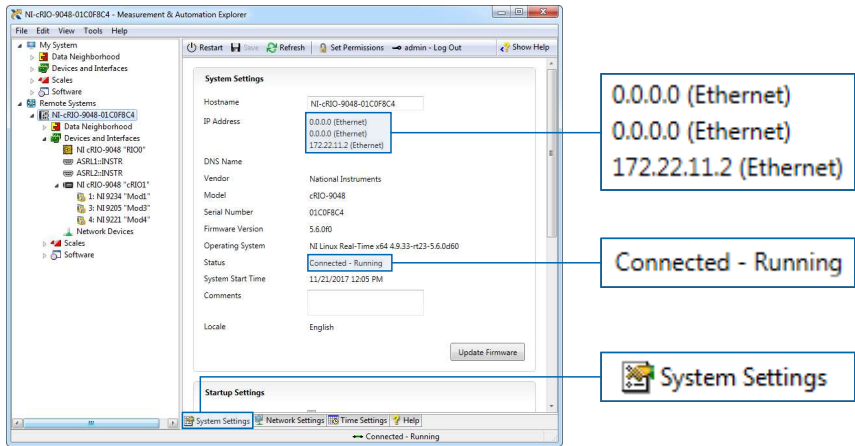 NI-cRIO-9048-01C0F8C4 - Measurement & Automation Explorer
File Edit View Tools Help
My System
Data Neighborhood
Devices and Interfaces
Scales
Software
Remote Systems
NI-cRIO-9048-01C0F8C4
Data Neighborhood
Devices and Interfaces
NI cRIO-9048 "RIO0"
ASRL1::INSTR
ASRL2::INSTR
NI cRIO-9048 "cRIO1"
1: NI 9234 "Mod1"
3: NI 9205 "Mod3"
4: NI 9221 "Mod4"
Network Devices
Scales
Software
Restart Save Refresh Set Permissions admin - Log Out Show Help
System Settings
Hostname NI-cRIO-9048-01C0F8C4
IP Address 0.0.0.0 (Ethernet)
0.0.0.0 (Ethernet)
172.22.11.2 (Ethernet)
DNS Name
Vendor National Instruments
Model cRIO-9048
Serial Number 01C0F8C4
Firmware Version 5.6.0f0
Operating System NI Linux Real-Time x64 4.9.33-rt23-5.6.0d60
Status Connected - Running
System Start Time 11/21/2017 12:05 PM
Comments
Locale English
Update Firmware
Startup Settings
System Settings Network Settings Time Settings Help
Connected - Running
0.0.0.0 (Ethernet)
0.0.0.0 (Ethernet)
172.22.11.2 (Ethernet)
Connected - Running
System Settings